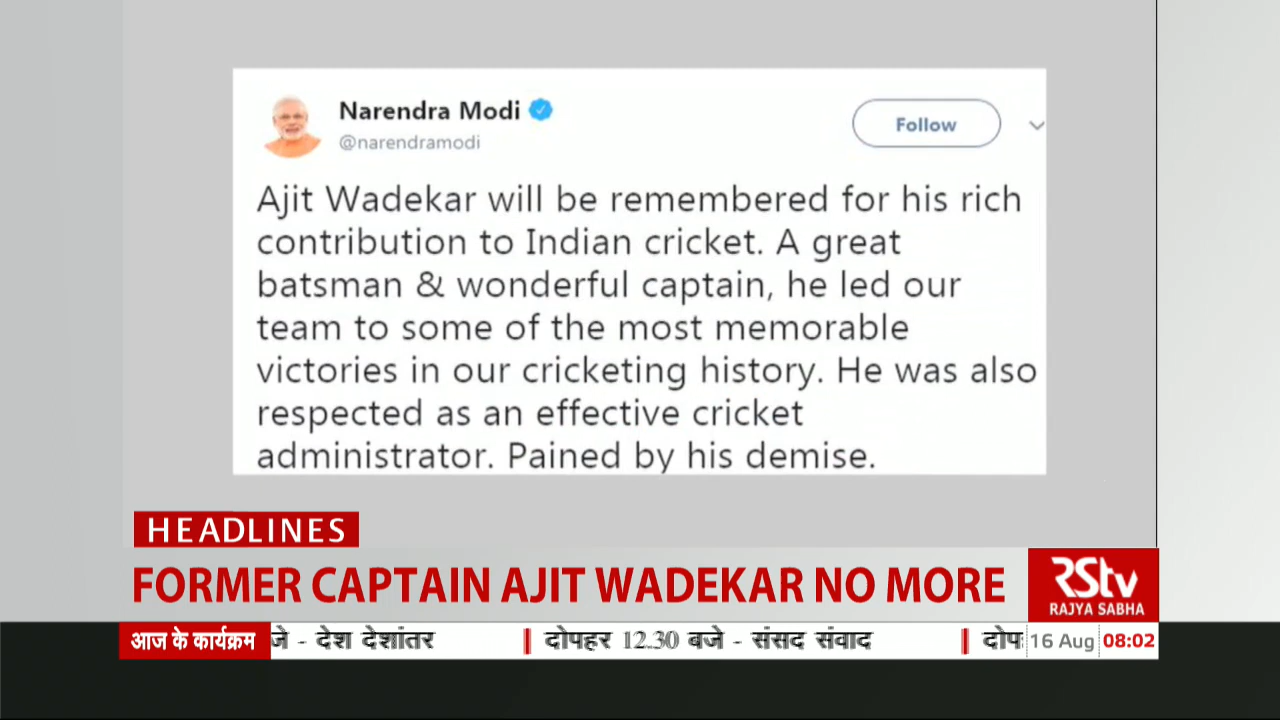 Narendra Modi
@narendramodi
Follow
Ajit Wadekar will be remembered for his rich
contribution to Indian cricket. A great
batsman & wonderful captain, he led our
team to some of the most memorable
victories in our cricketing history. He was also
respected as an effective cricket
administrator. Pained by his demise.
HEADLINES
FORMER CAPTAIN AJIT WADEKAR NO MORE
RStv
RAJYA SABHA
आज के कार्यक्रम जे - देश देशांतर | दोपहर 12.30 बजे - संसद संवाद | दोप 16 Aug 08:02